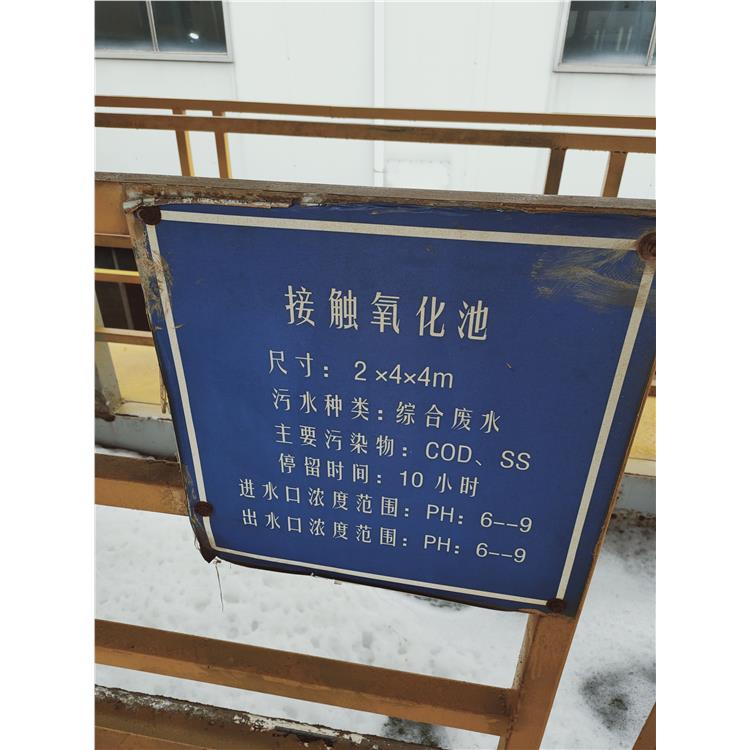 接触氧化池
尺寸：2×4×4m
污水种类：综合废水
主要污染物：COD、SS
停留时间：10小时
进水口浓度范围：PH：6--9
出水口浓度范围：PH：6--9